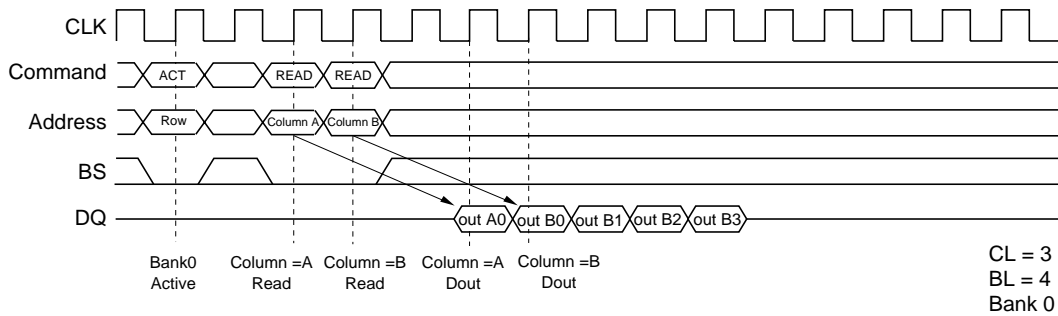 CLK
Command ACT READ READ
Address Row Column A Column B
BS
DQ out A0 out B0 out B1 out B2 out B3
Bank0 Column =A Column =B Column =A Column =B
Active Read Read Dout Dout
CL = 3
BL = 4
Bank 0